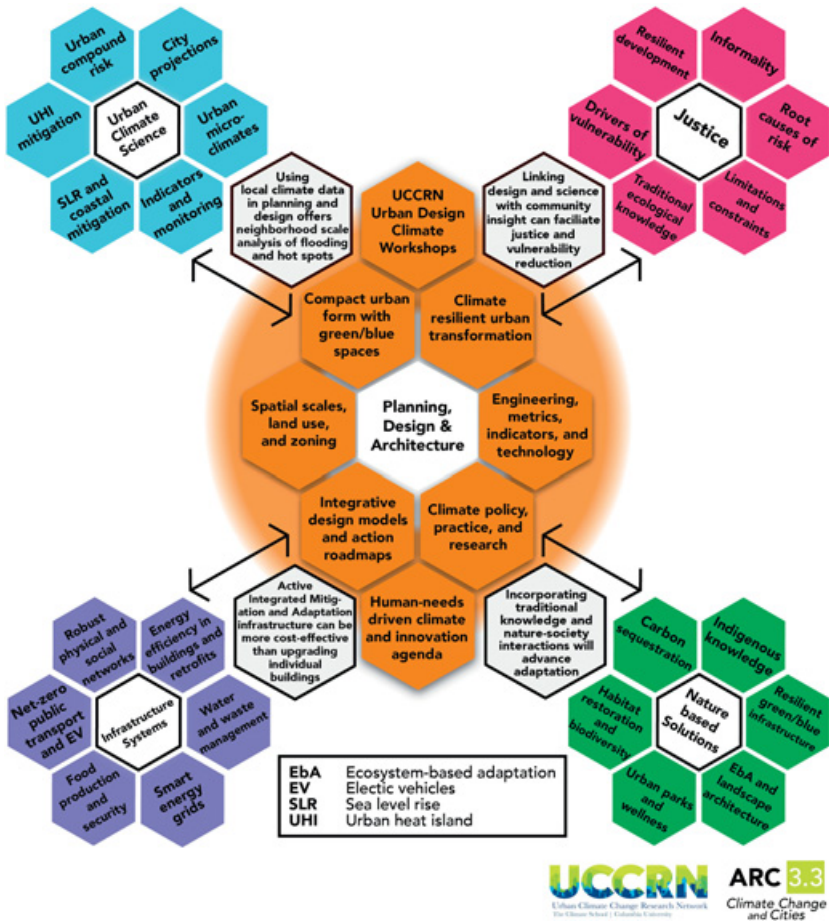 Urban
compound
risk
City
projections
UHI
mitigation
Urban
Climate
Science
Urban
micro-
climates
SLR and
coastal
mitigation
Indicators
and
monitoring
Resilient
development
Informality
Drivers of
vulnerability
Justice
Root
causes of
risk
Traditional
ecological
knowledge
Limitations
and
constraints
Using
local climate data
in planning and
design offers
neighborhood scale
analysis of flooding
and hot spots
UCCRN
Urban Design
Climate
Workshops
Linking
design and science
with community
insight can faciliate
justice and
vulnerability
reduction
Compact urban
form with
green/blue
spaces
Climate
resilient urban
transformation
Spatial scales,
land use,
and zoning
Planning,
Design &
Architecture
Engineering,
metrics,
indicators, and
technology
Integrative
design models
and action
roadmaps
Climate policy,
practice, and
research
Active
Integrated Mitig-
ation and Adaptation
infrastructure can be
more cost-effective
than upgrading
individual
buildings
Human-needs
driven climate
and innovation
agenda
Incorporating
traditional
knowledge and
nature-society
interactions will
advance
adaptation
Robust
physical and
social
networks
Energy
efficiency in
buildings and
retrofits
Net-zero
public
transport
and EV
Infrastructure
Systems
Water
and waste
management
Food
production
and
security
Smart
energy
grids
Carbon
sequestration
Indigenous
knowledge
Habitat
restoration
and
biodiversity
Nature
based
Solutions
Resilient
green/blue
infrastructure
Urban parks
and
wellness
EbA and
landscape
architecture
EbA Ecosystem-based adaptation
EV Electic vehicles
SLR Sea level rise
UHI Urban heat island
UCCRN
Urban Climate Change Research Network
The Climate School | Columbia University
ARC 3.3
Climate Change
and Cities